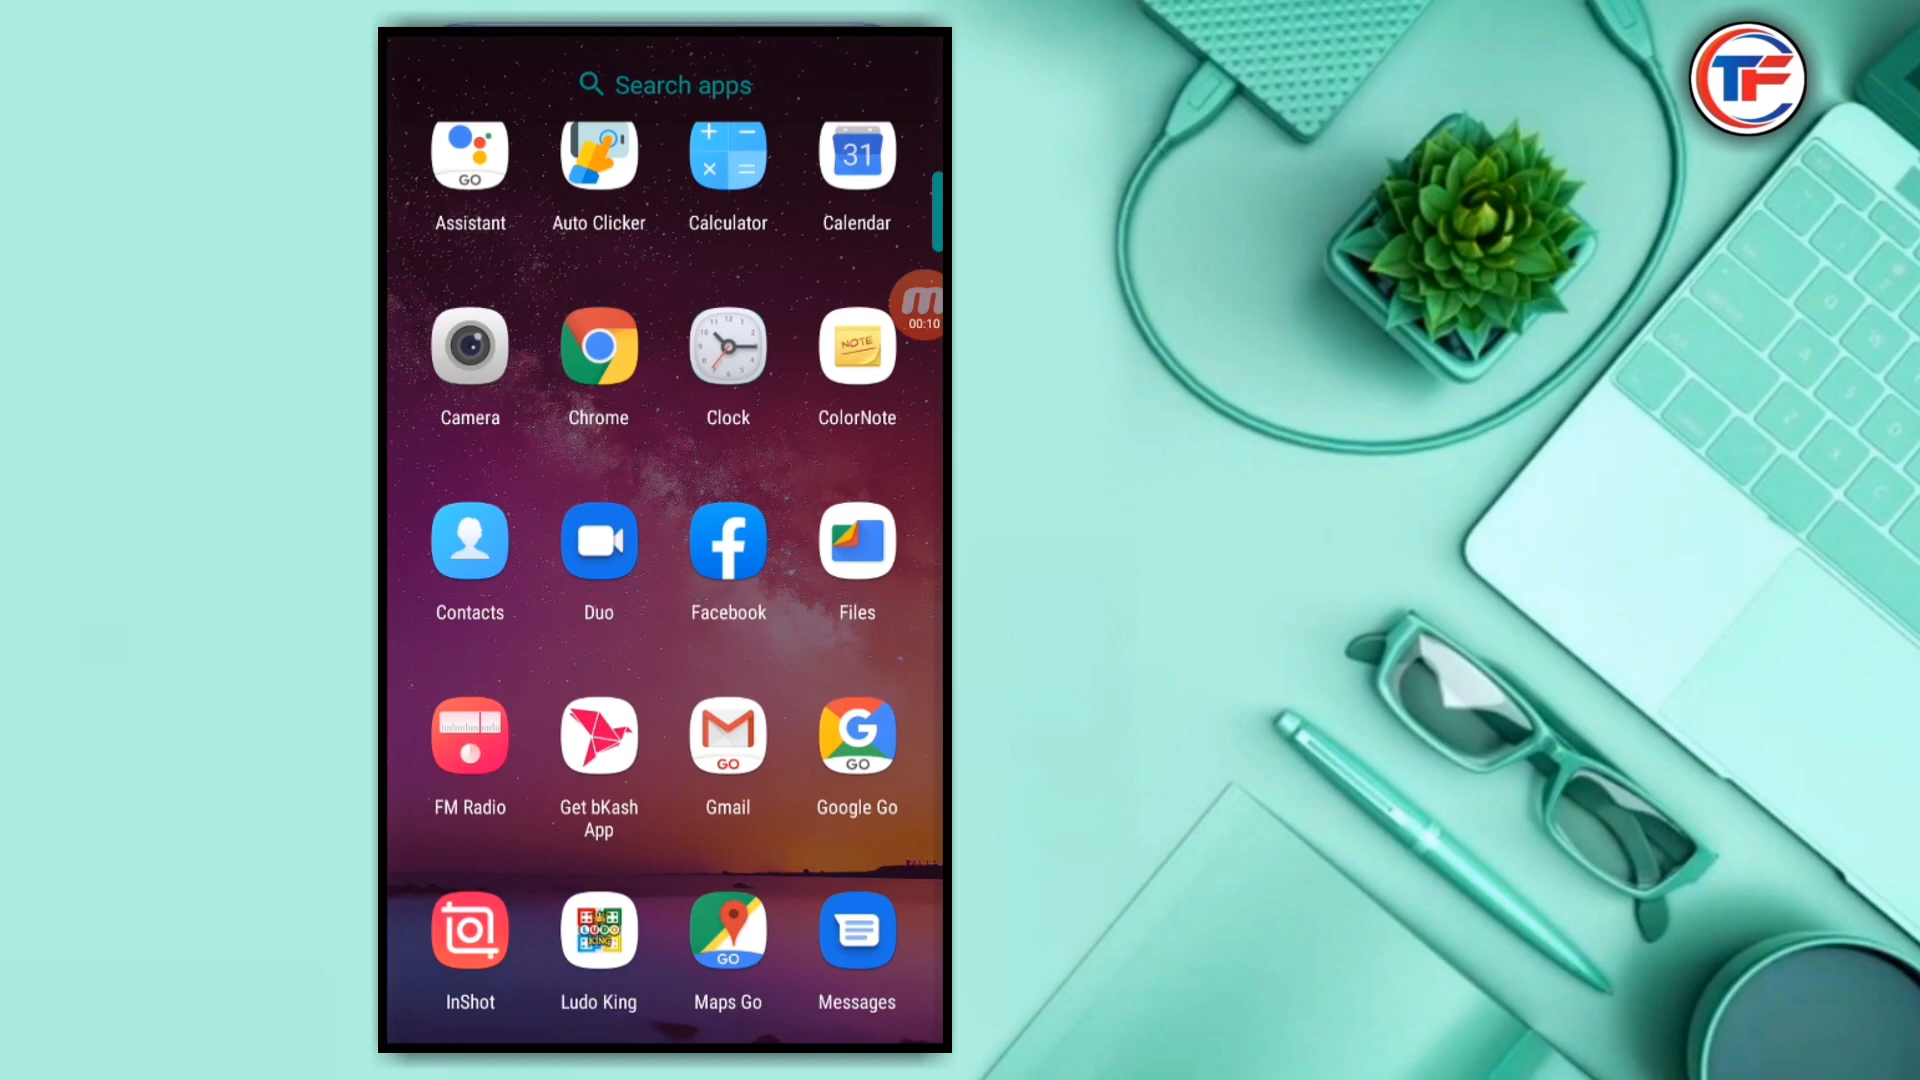 TF
Search apps
GO
31
Assistant
Auto Clicker
Calculator
Calendar
m
00:10
NOTE
Camera
Chrome
Clock
ColorNote
Contacts
Duo
Facebook
Files
GO
G
GO
FM Radio
Get bKash
App
Gmail
Google Go
LUDO
KING
GO
InShot
Ludo King
Maps Go
Messages